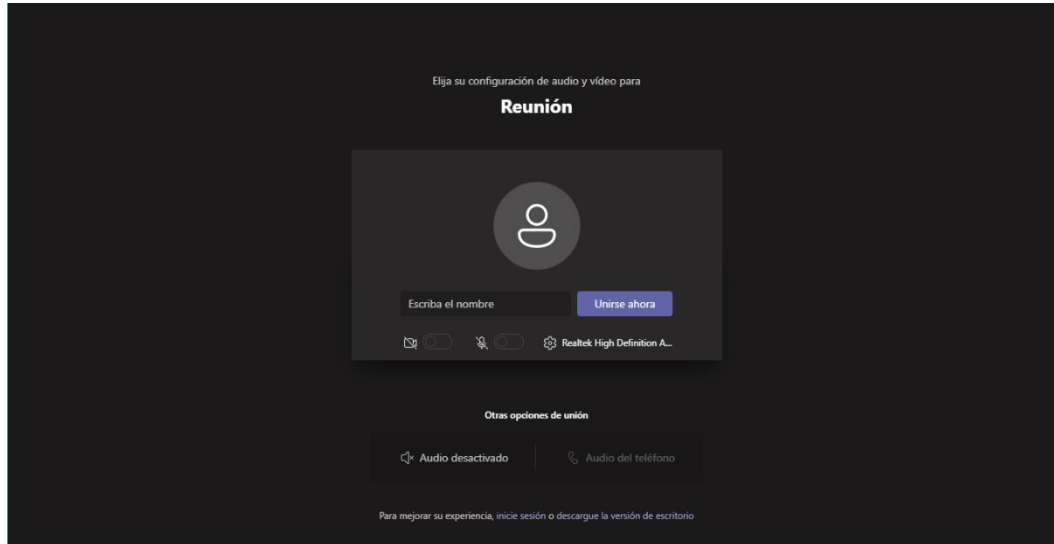 Elija su configuración de audio y vídeo para
Reunión
Escriba el nombre
Unirse ahora
Realtek High Definition A...
Otras opciones de unión
Audio desactivado
Audio del teléfono
Para mejorar su experiencia, inicie sesión o descargue la versión de escritorio